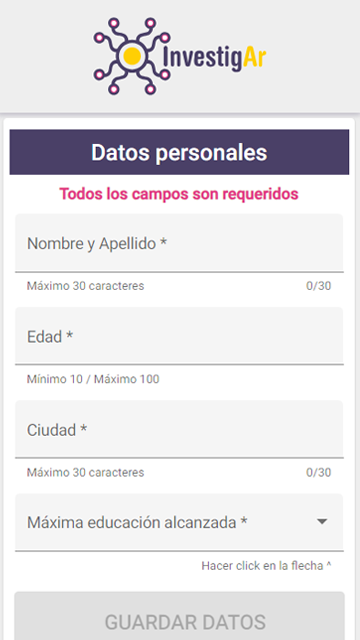 InvestigAr
Datos personales
Todos los campos son requeridos
Nombre y Apellido *
Máximo 30 caracteres 0/30
Edad *
Mínimo 10 / Máximo 100
Ciudad *
Máximo 30 caracteres 0/30
Máxima educación alcanzada *
Hacer click en la flecha ^
GUARDAR DATOS